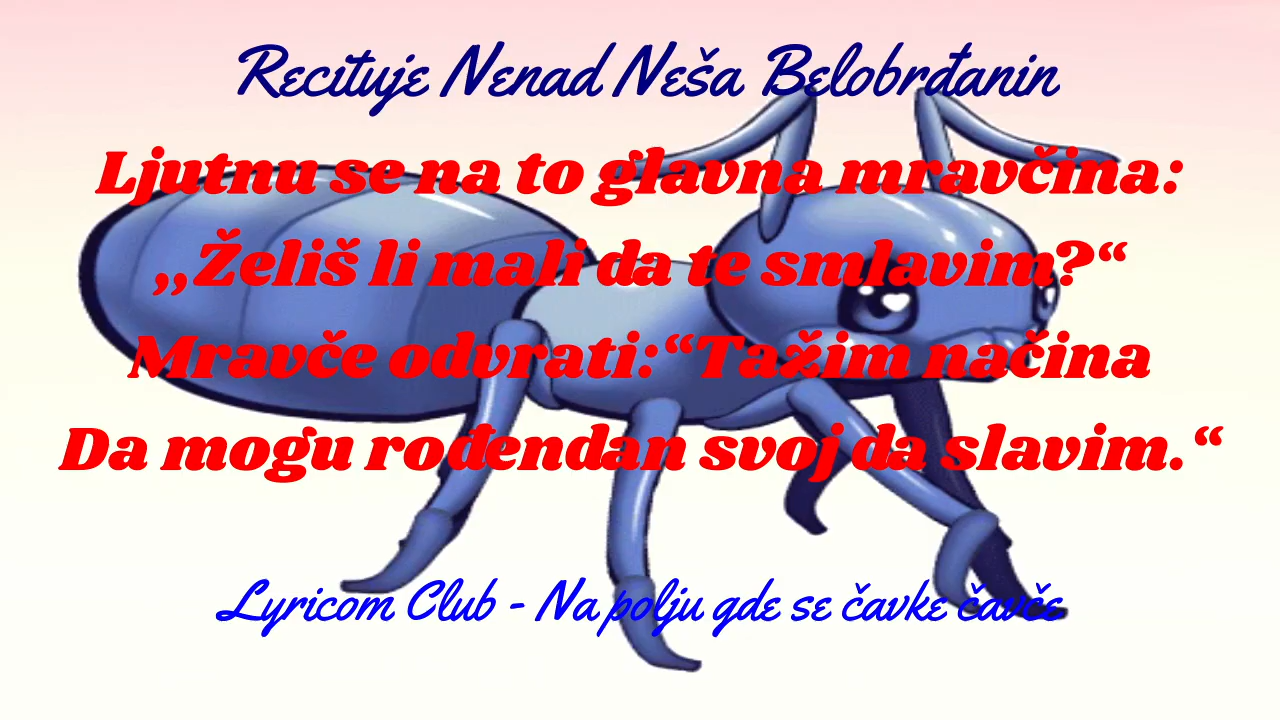 Recituje Nenad Neša Belobrđanin
Ljutnu se na to glavna mravčina:
,,Želiš li mali da te smlavim?“
Mravče odvrati:“Tažim načina
Da mogu rođendan svoj da slavim.“
Lyricom Club - Na polju gde se čavke čavče